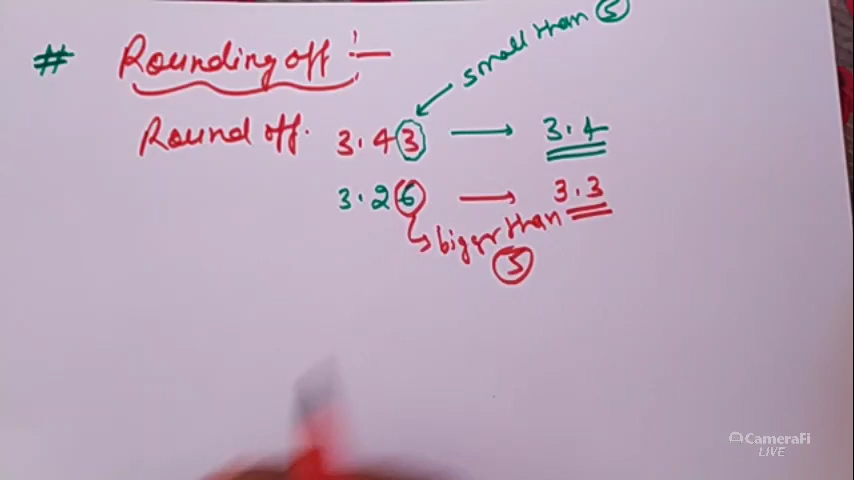 small than 5
# Rounding off :-
Round off. 3.43 → 3.4
3.26 → 3.3
bigger than
5
CameraFi
LIVE